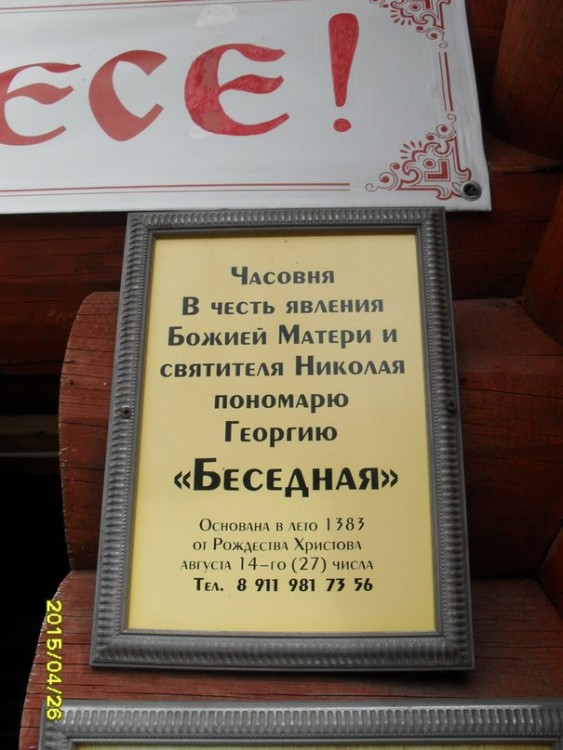 ЕСЕ!
Часовня
В честь явления
Божией Матери и
святителя Николая
пономарю
Георгию
«Беседная»
Основана в лето 1383
от Рождества Христова
августа 14-го (27) числа
Тел. 8 911 981 73 56
2015/04/26